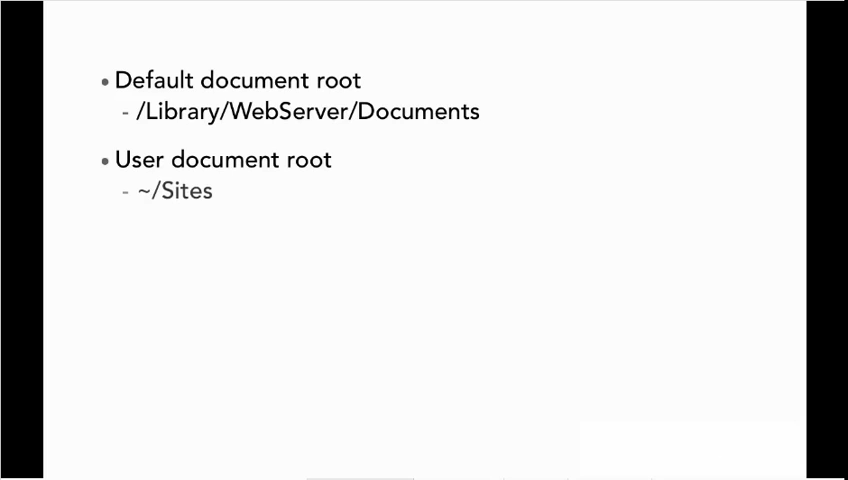 • Default document root
- /Library/WebServer/Documents
• User document root
- ~/Sites